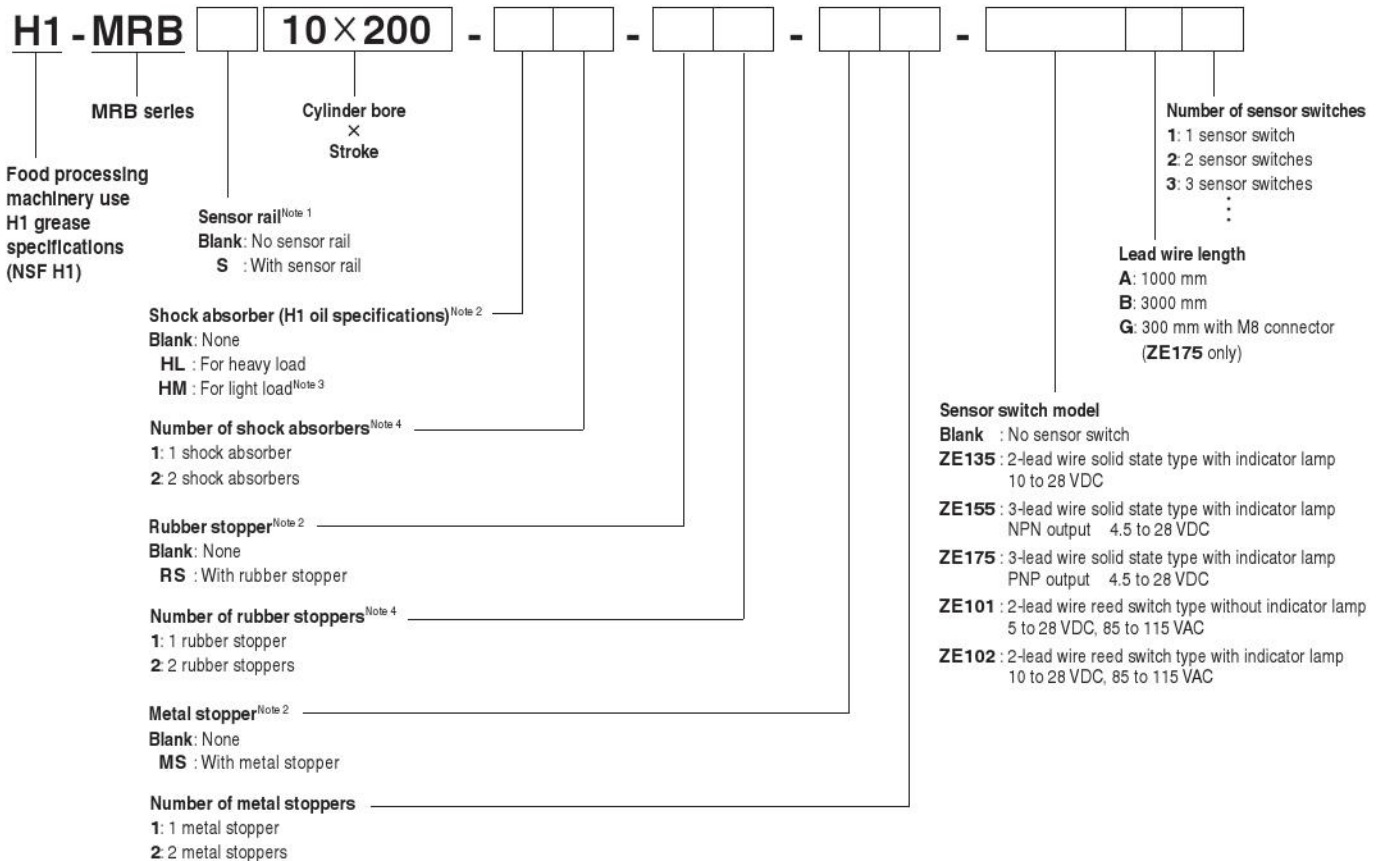 H1 - MRB 10×200 - - - -
MRB series
Cylinder bore
×
Stroke
Number of sensor switches
1: 1 sensor switch
2: 2 sensor switches
3: 3 sensor switches
⋮
Food processing
machinery use
H1 grease
specifications
(NSF H1)
Sensor rail Note 1
Blank: No sensor rail
S : With sensor rail
Lead wire length
A: 1000 mm
B: 3000 mm
G: 300 mm with M8 connector
(ZE175 only)
Shock absorber (H1 oil specifications) Note 2
Blank: None
HL : For heavy load
HM : For light load Note 3
Number of shock absorbers Note 4
1: 1 shock absorber
2: 2 shock absorbers
Rubber stopper Note 2
Blank: None
RS : With rubber stopper
Number of rubber stoppers Note 4
1: 1 rubber stopper
2: 2 rubber stoppers
Metal stopper Note 2
Blank: None
MS : With metal stopper
Number of metal stoppers
1: 1 metal stopper
2: 2 metal stoppers
Sensor switch model
Blank : No sensor switch
ZE135 : 2-lead wire solid state type with indicator lamp
10 to 28 VDC
ZE155 : 3-lead wire solid state type with indicator lamp
NPN output 4.5 to 28 VDC
ZE175 : 3-lead wire solid state type with indicator lamp
PNP output 4.5 to 28 VDC
ZE101 : 2-lead wire reed switch type without indicator lamp
5 to 28 VDC, 85 to 115 VAC
ZE102 : 2-lead wire reed switch type with indicator lamp
10 to 28 VDC, 85 to 115 VAC